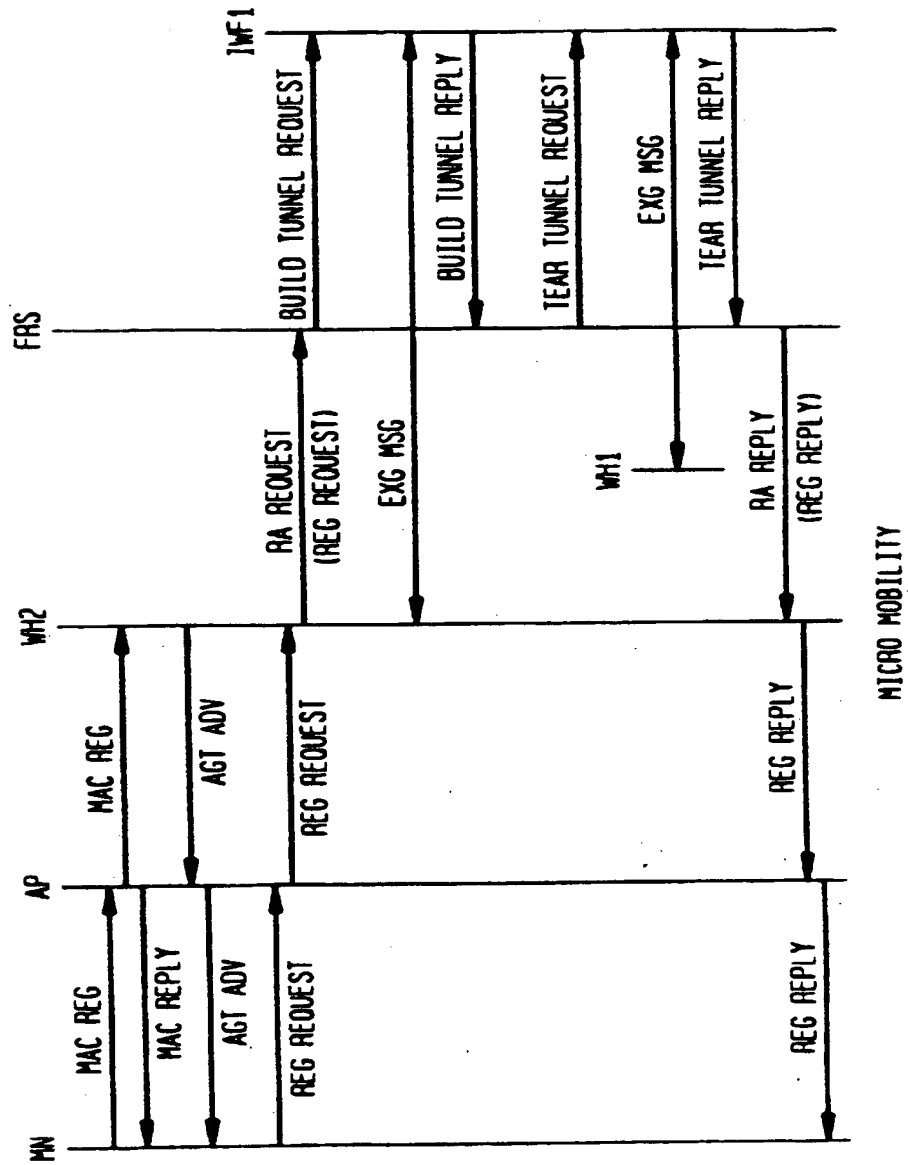 MN
AP
WH2
FRS
IWF1
MAC REG
MAC REG
MAC REPLY
AGT ADV
AGT ADV
REG REQUEST
REG REQUEST
RA REQUEST
(REG REQUEST)
BUILD TUNNEL REQUEST
EXG MSG
BUILD TUNNEL REPLY
TEAR TUNNEL REQUEST
WH1
EXG MSG
TEAR TUNNEL REPLY
RA REPLY
(REG REPLY)
REG REPLY
REG REPLY
MICRO MOBILITY